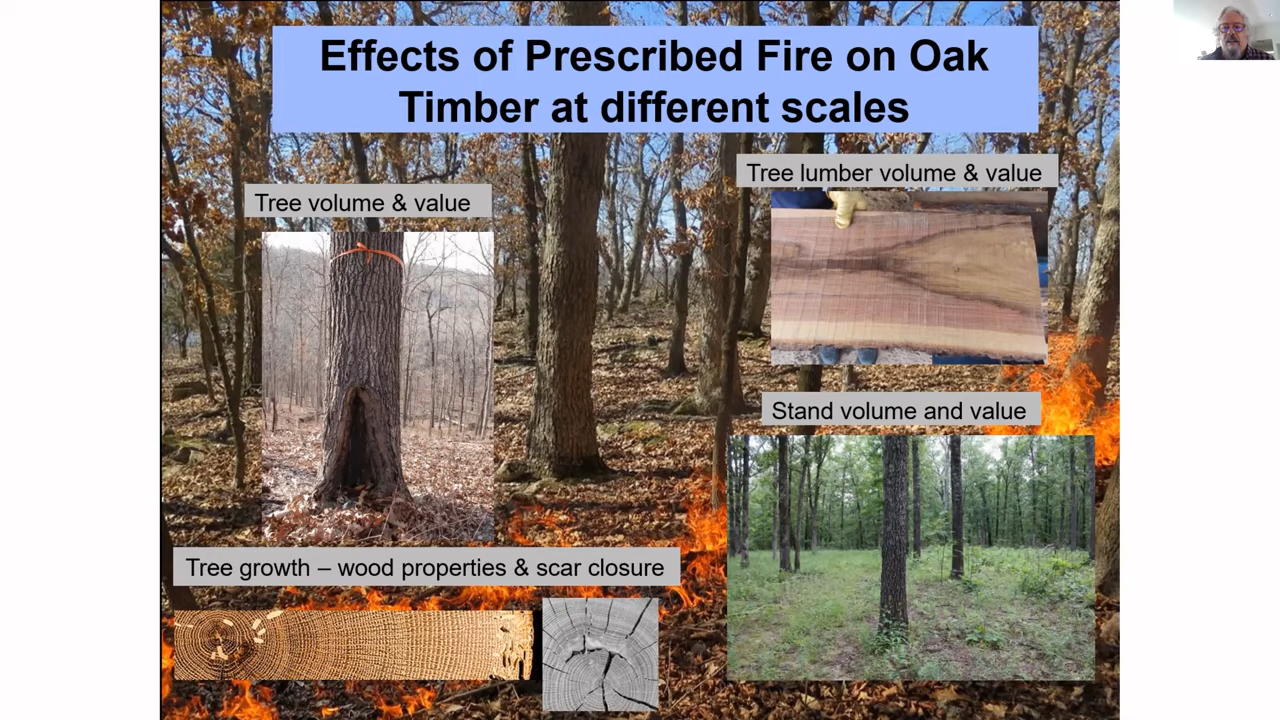 Effects of Prescribed Fire on Oak
Timber at different scales
Tree volume & value
Tree lumber volume & value
Stand volume and value
Tree growth – wood properties & scar closure